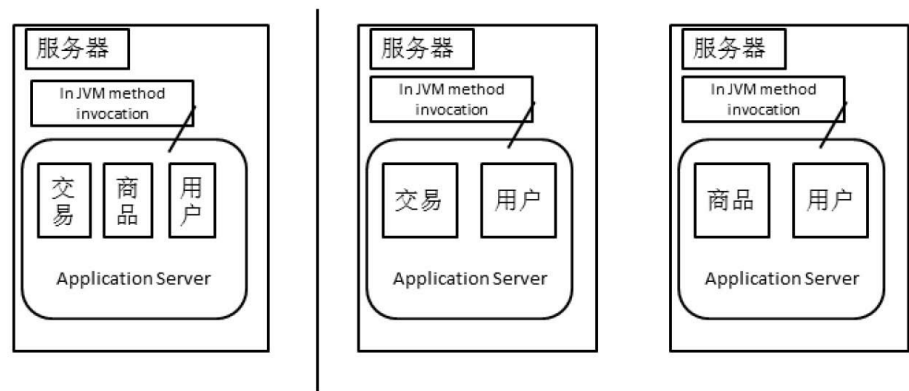 服务器
In JVM method
invocation
交易
商品
用户
Application Server
服务器
In JVM method
invocation
交易
用户
Application Server
服务器
In JVM method
invocation
商品
用户
Application Server